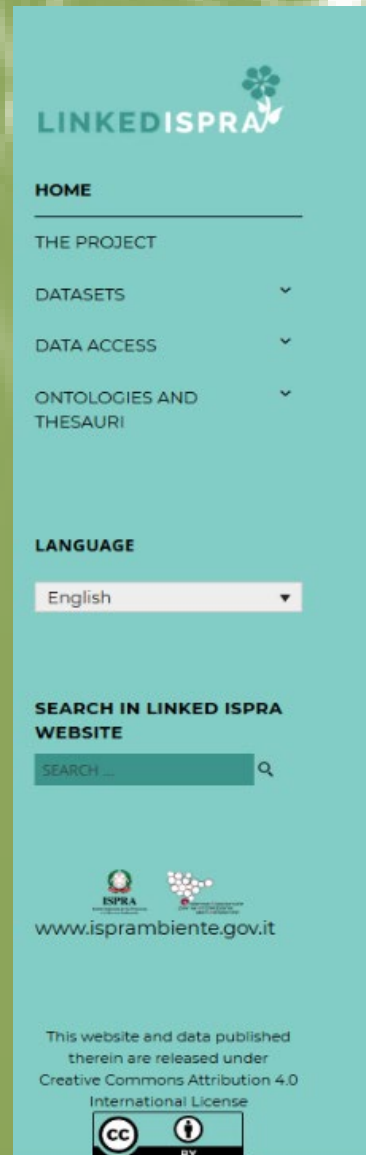 LINKEDISPRA
HOME
THE PROJECT
DATASETS
DATA ACCESS
ONTOLOGIES AND
THESAURI
LANGUAGE
English
SEARCH IN LINKED ISPRA
WEBSITE
SEARCH ...
ISPRA
www.isprambiente.gov.it
This website and data published
therein are released under
Creative Commons Attribution 4.0
International License
cc
BY